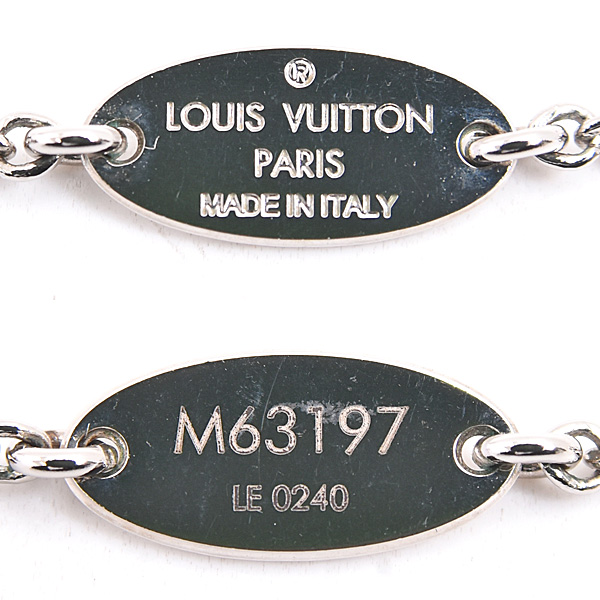 ®
LOUIS VUITTON
PARIS
MADE IN ITALY
M63197
LE 0240